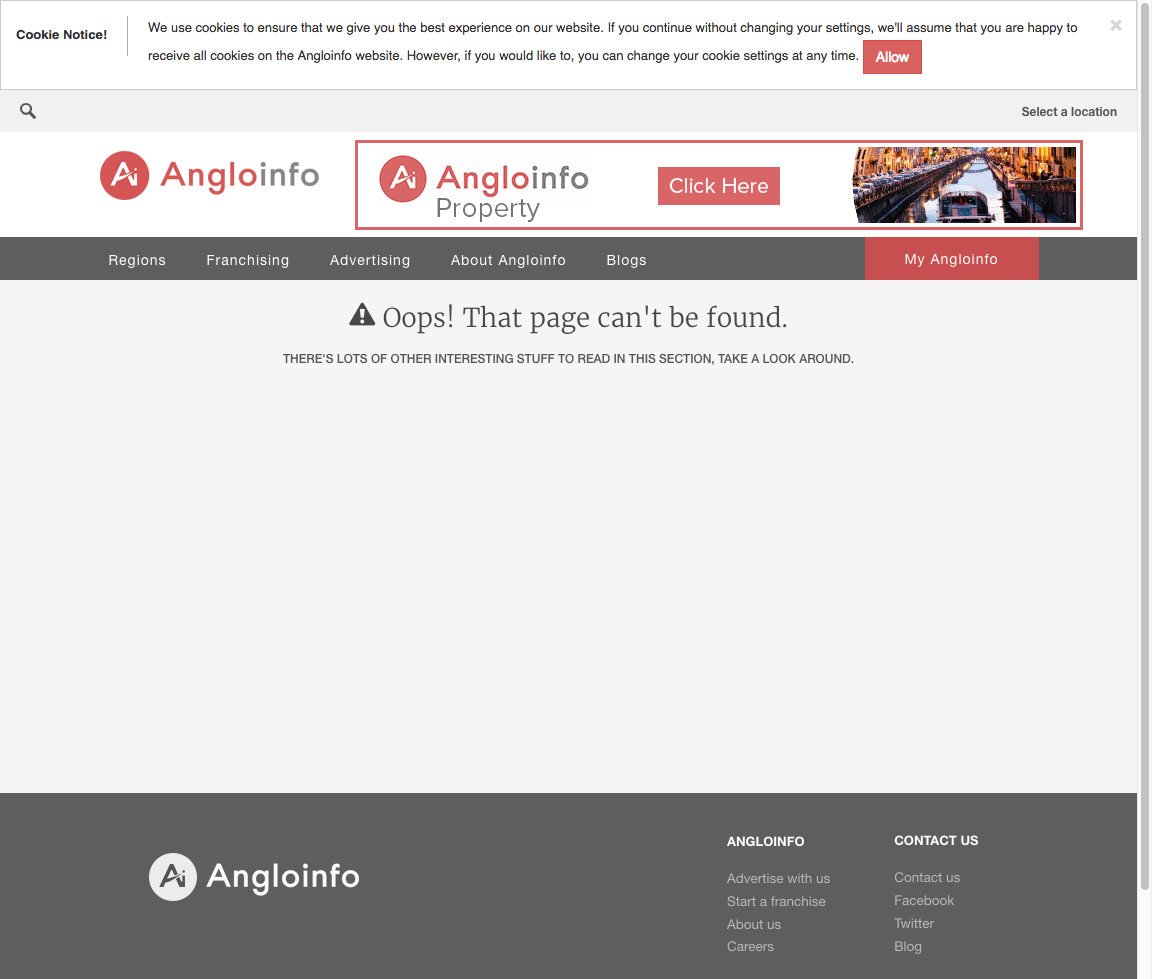 Cookie Notice!
We use cookies to ensure that we give you the best experience on our website. If you continue without changing your settings, we'll assume that you are happy to
receive all cookies on the Angloinfo website. However, if you would like to, you can change your cookie settings at any time. Allow
×
Select a location
Angloinfo
Angloinfo
Property
Click Here
Regions Franchising Advertising About Angloinfo Blogs My Angloinfo
Oops! That page can't be found.
THERE'S LOTS OF OTHER INTERESTING STUFF TO READ IN THIS SECTION, TAKE A LOOK AROUND.
Angloinfo
ANGLOINFO
Advertise with us
Start a franchise
About us
Careers
CONTACT US
Contact us
Facebook
Twitter
Blog